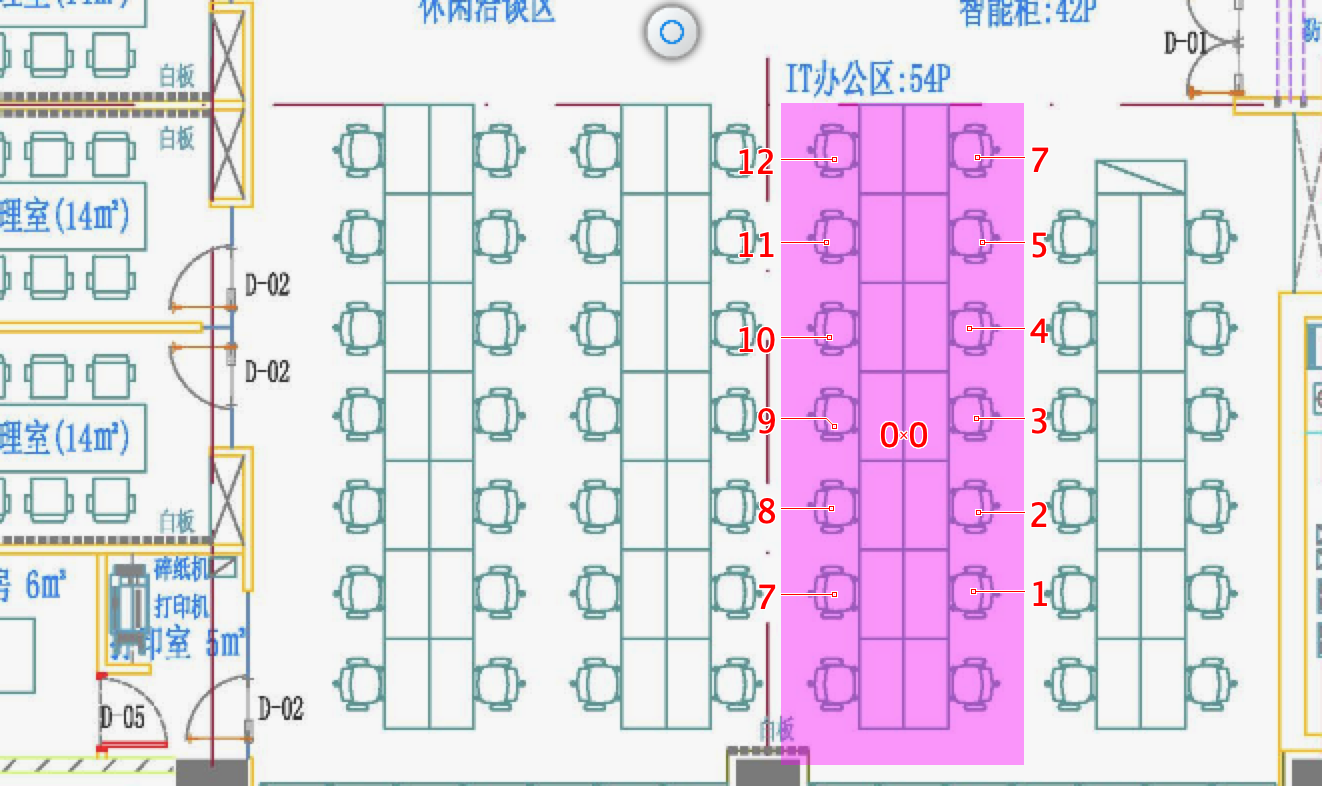 休闲洽谈区
智能柜:42P
D-01
防
IT办公区:54P
白板
白板
理室(14㎡)
D-02
D-02
理室(14㎡)
白板
12
7
11
5
10
4
9
3
0×0
8
2
7
1
碎纸机
打印机
打印室 5㎡
房 6㎡
D-05
D-02
白板